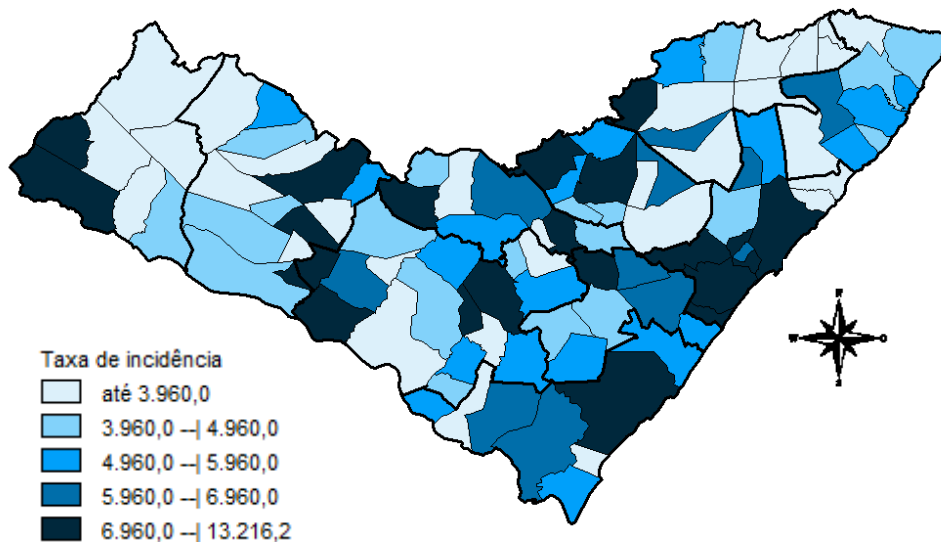 Taxa de incidência
até 3.960,0
3.960,0 --| 4.960,0
4.960,0 --| 5.960,0
5.960,0 --| 6.960,0
6.960,0 --| 13.216,2